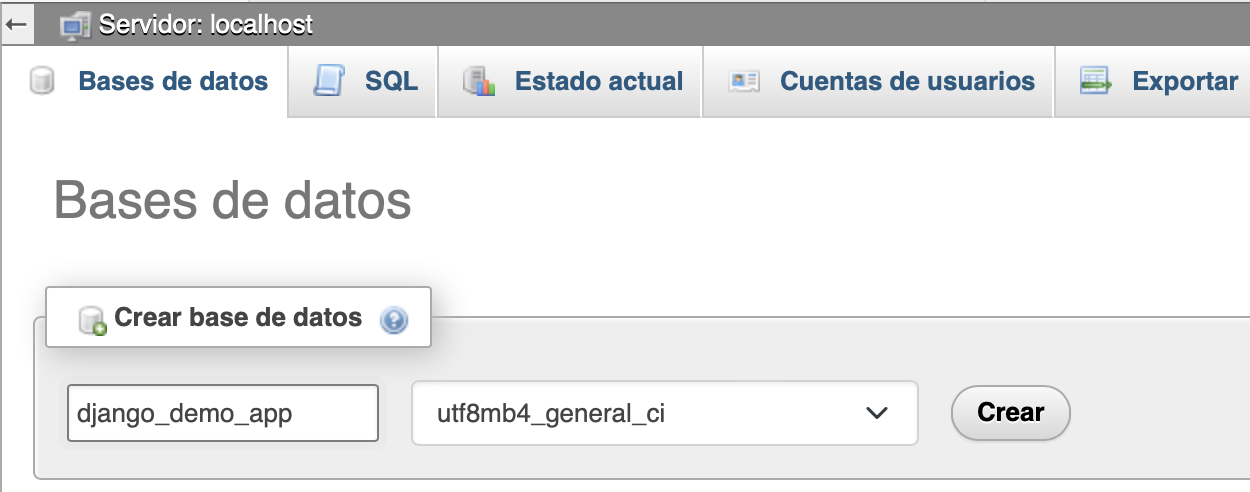 Servidor: localhost
Bases de datos SQL Estado actual Cuentas de usuarios Exportar
Bases de datos
Crear base de datos
django_demo_app utf8mb4_general_ci Crear